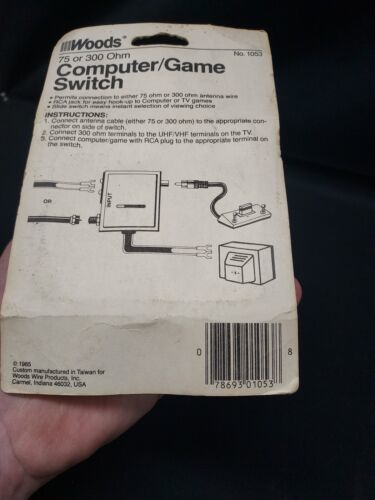 Woods®
No. 1053
75 or 300 Ohm
Computer/Game
Switch
• Permits connection to either 75 ohm or 300 ohm antenna wire
• RCA jack for easy hook-up to Computer or TV games
• Slide switch means instant selection of viewing choice
INSTRUCTIONS:
1. Connect antenna cable (either 75 or 300 ohm) to the appropriate con-
nector on side of switch.
2. Connect 300 ohm terminals to the UHF/VHF terminals on the TV.
3. Connect computer/game with RCA plug to the appropriate terminal on
the switch.
OR
INPUT
© 1985
Custom manufactured in Taiwan for
Woods Wire Products, Inc.
Carmel, Indiana 46032, USA
0 78693 01053 8